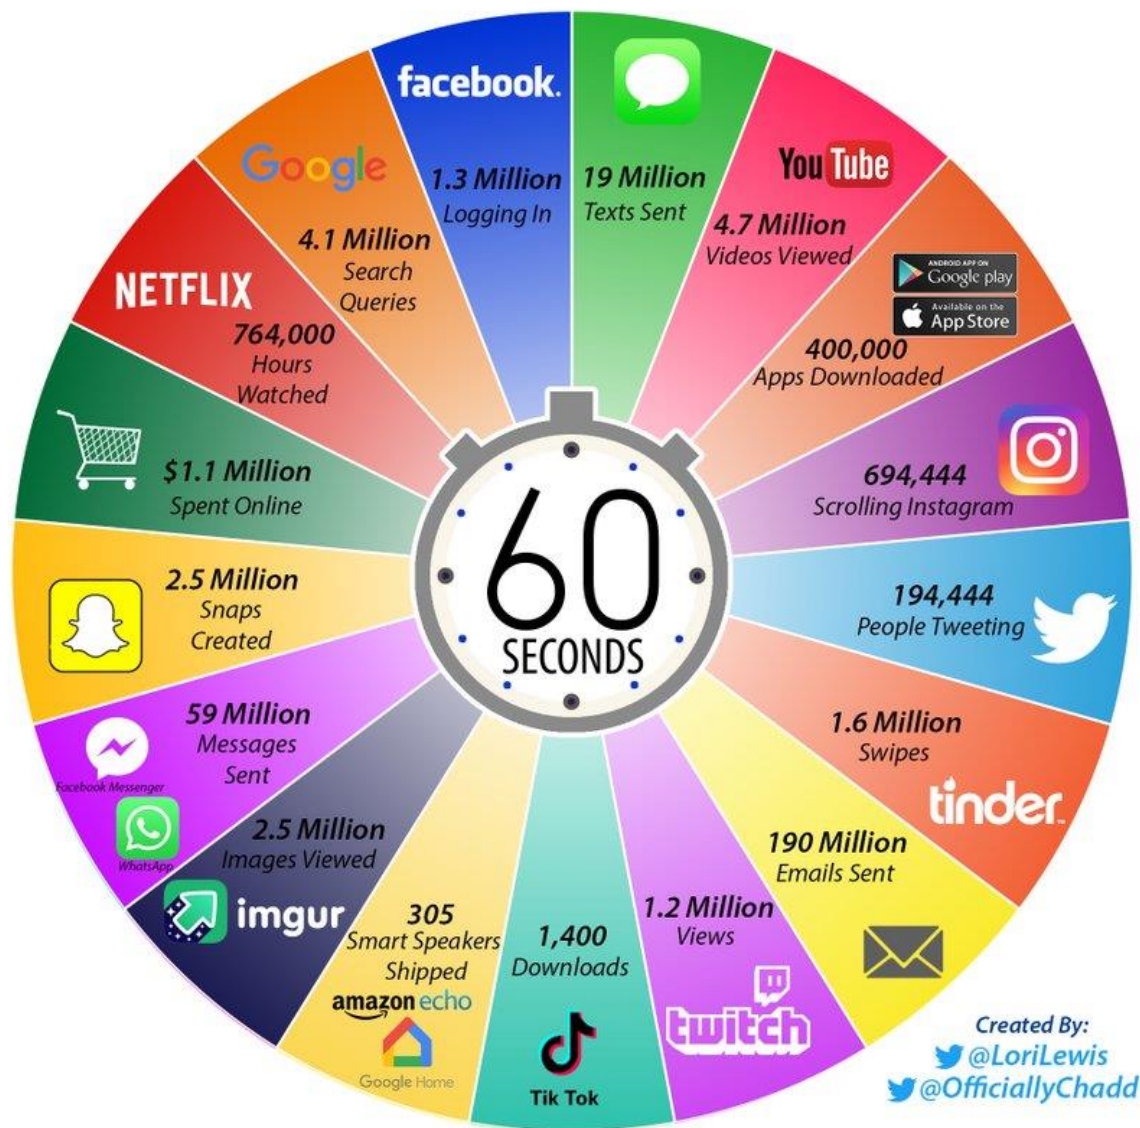 facebook.
1.3 Million
Logging In
19 Million
Texts Sent
YouTube
4.7 Million
Videos Viewed
ANDROID APP ON
Google play
Available on the
App Store
400,000
Apps Downloaded
694,444
Scrolling Instagram
194,444
People Tweeting
1.6 Million
Swipes
tinder
190 Million
Emails Sent
1.2 Million
Views
twitch
1,400
Downloads
Tik Tok
305
Smart Speakers
Shipped
amazon echo
Google Home
2.5 Million
Images Viewed
imgur
59 Million
Messages
Sent
Facebook Messenger
WhatsApp
2.5 Million
Snaps
Created
$1.1 Million
Spent Online
NETFLIX
764,000
Hours
Watched
Google
4.1 Million
Search
Queries
60
SECONDS
Created By:
@LoriLewis
@OfficiallyChadd